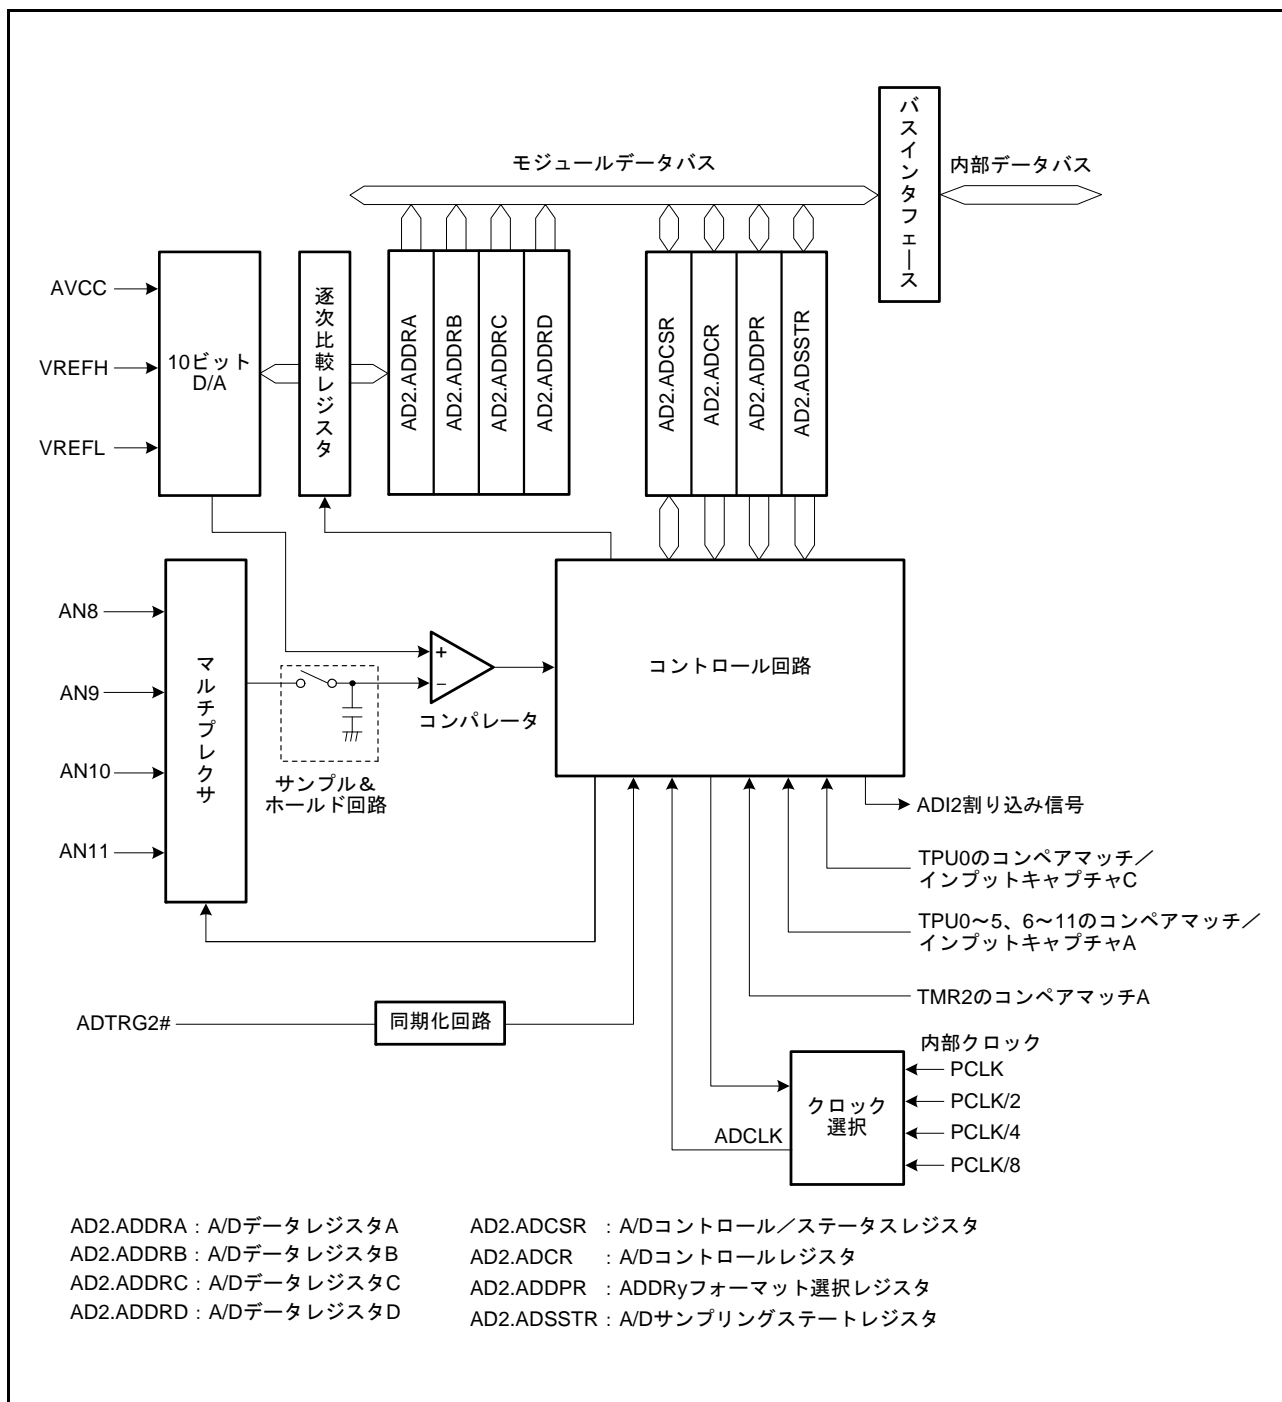 バスインタフェース
モジュールデータバス
内部データバス
AVCC
VREFH
VREFL
10ビット
D/A
逐次比較レジスタ
AD2.ADDRA
AD2.ADDRB
AD2.ADDRC
AD2.ADDRD
AD2.ADCSR
AD2.ADCR
AD2.ADDPR
AD2.ADSSTR
AN8
AN9
AN10
AN11
マルチプレクサ
サンプル&
ホールド回路
+
−
コンパレータ
コントロール回路
ADI2割り込み信号
TPU0のコンペアマッチ/
インプットキャプチャC
TPU0~5、6~11のコンペアマッチ/
インプットキャプチャA
TMR2のコンペアマッチA
ADTRG2#
同期化回路
内部クロック
PCLK
PCLK/2
PCLK/4
PCLK/8
クロック
選択
ADCLK
AD2.ADDRA:A/DデータレジスタA
AD2.ADDRB:A/DデータレジスタB
AD2.ADDRC:A/DデータレジスタC
AD2.ADDRD:A/DデータレジスタD
AD2.ADCSR :A/Dコントロール/ステータスレジスタ
AD2.ADCR :A/Dコントロールレジスタ
AD2.ADDPR :ADDRyフォーマット選択レジスタ
AD2.ADSSTR:A/Dサンプリングステートレジスタ